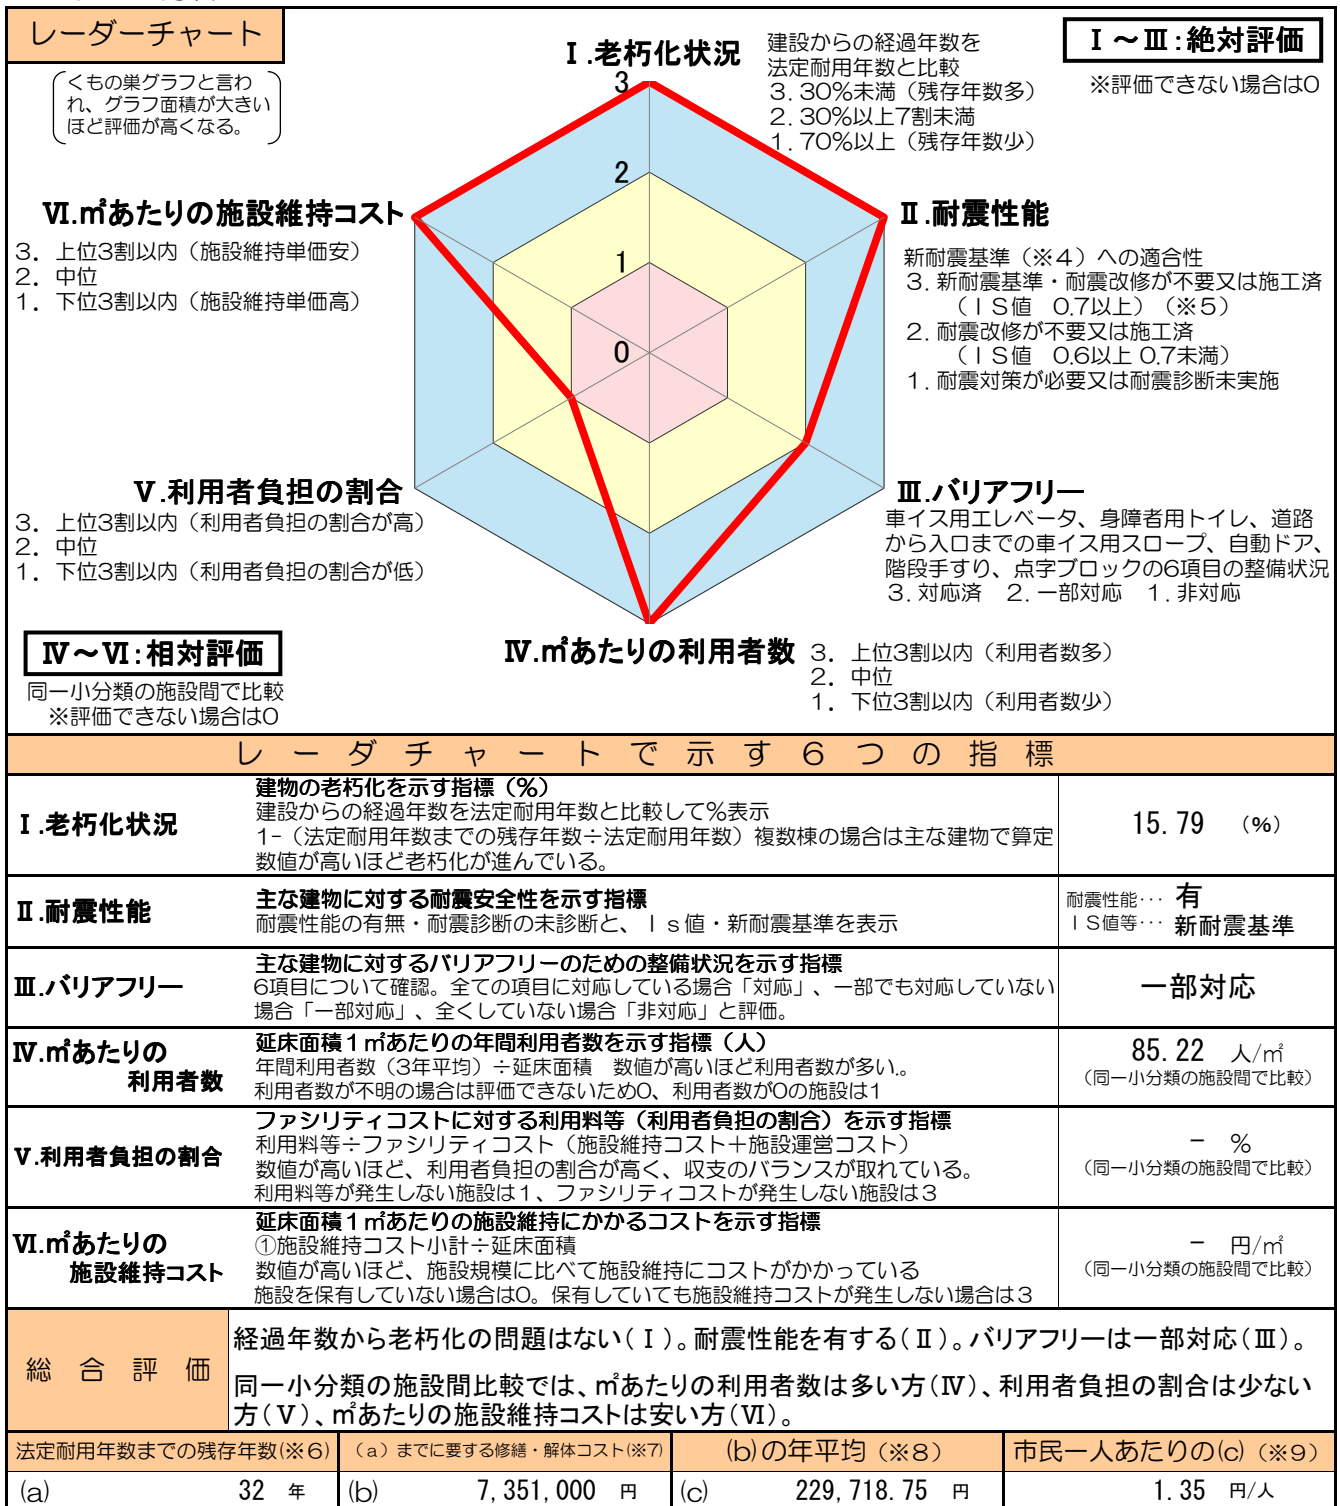 レーダーチャート
くもの巣グラフと言わ
れ、グラフ面積が大きい
ほど評価が高くなる。
Ⅰ～Ⅲ:絶対評価
※評価できない場合は0
Ⅰ.老朽化状況
建設からの経過年数を
法定耐用年数と比較
3. 30%未満（残存年数多）
2. 30%以上7割未満
1. 70%以上（残存年数少）
3
2
1
0
Ⅵ.㎡あたりの施設維持コスト
3. 上位3割以内（施設維持単価安）
2. 中位
1. 下位3割以内（施設維持単価高）
Ⅱ.耐震性能
新耐震基準（※4）への適合性
3. 新耐震基準・耐震改修が不要又は施工済
（ＩＳ値 0.7以上）（※5）
2. 耐震改修が不要又は施工済
（ＩＳ値 0.6以上 0.7未満）
1. 耐震対策が必要又は耐震診断未実施
Ⅴ.利用者負担の割合
3. 上位3割以内（利用者負担の割合が高）
2. 中位
1. 下位3割以内（利用者負担の割合が低）
Ⅲ.バリアフリー
車イス用エレベータ、身障者用トイレ、道路
から入口までの車イス用スロープ、自動ドア、
階段手すり、点字ブロックの6項目の整備状況
3. 対応済 2. 一部対応 1. 非対応
Ⅳ～Ⅵ:相対評価
同一小分類の施設間で比較
※評価できない場合は0
Ⅳ.㎡あたりの利用者数
3. 上位3割以内（利用者数多）
2. 中位
1. 下位3割以内（利用者数少）
レーダチャートで示す６つの指標
Ⅰ.老朽化状況
建物の老朽化を示す指標（%）
建設からの経過年数を法定耐用年数と比較して%表示
1-（法定耐用年数までの残存年数÷法定耐用年数）複数棟の場合は主な建物で算定
数値が高いほど老朽化が進んでいる。
15.79 （%）
Ⅱ.耐震性能
主な建物に対する耐震安全性を示す指標
耐震性能の有無・耐震診断の未診断と、Ｉｓ値・新耐震基準を表示
耐震性能… 有
ＩＳ値等… 新耐震基準
Ⅲ.バリアフリー
主な建物に対するバリアフリーのための整備状況を示す指標
6項目について確認。全ての項目に対応している場合「対応」、一部でも対応していない
場合「一部対応」、全くしていない場合「非対応」と評価。
一部対応
Ⅳ.㎡あたりの
利用者数
延床面積１㎡あたりの年間利用者数を示す指標（人）
年間利用者数（3年平均）÷延床面積 数値が高いほど利用者数が多い。
利用者数が不明の場合は評価できないため0、利用者数が0の施設は1
85.22 人/㎡
（同一小分類の施設間で比較）
Ⅴ.利用者負担の割合
ファシリティコストに対する利用料等（利用者負担の割合）を示す指標
利用料等÷ファシリティコスト（施設維持コスト＋施設運営コスト）
数値が高いほど、利用者負担の割合が高く、収支のバランスが取れている。
利用料等が発生しない施設は１、ファシリティコストが発生しない施設は３
－ %
（同一小分類の施設間で比較）
Ⅵ.㎡あたりの
施設維持コスト
延床面積１㎡あたりの施設維持にかかるコストを示す指標
①施設維持コスト小計÷延床面積
数値が高いほど、施設規模に比べて施設維持にコストがかかっている
施設を保有していない場合は0。保有していても施設維持コストが発生しない場合は３
－ 円/㎡
（同一小分類の施設間で比較）
総合評価
経過年数から老朽化の問題はない(Ⅰ)。耐震性能を有する(Ⅱ)。バリアフリーは一部対応(Ⅲ)。
同一小分類の施設間比較では、㎡あたりの利用者数は多い方(Ⅳ)、利用者負担の割合は少ない
方(Ⅴ)、㎡あたりの施設維持コストは安い方(Ⅵ)。
法定耐用年数までの残存年数(※6)
（a）までに要する修繕・解体コスト(※7)
(b)の年平均（※8）
市民一人あたりの(c)（※9）
(a) 32 年
(b) 7,351,000 円
(c) 229,718.75 円
1.35 円/人